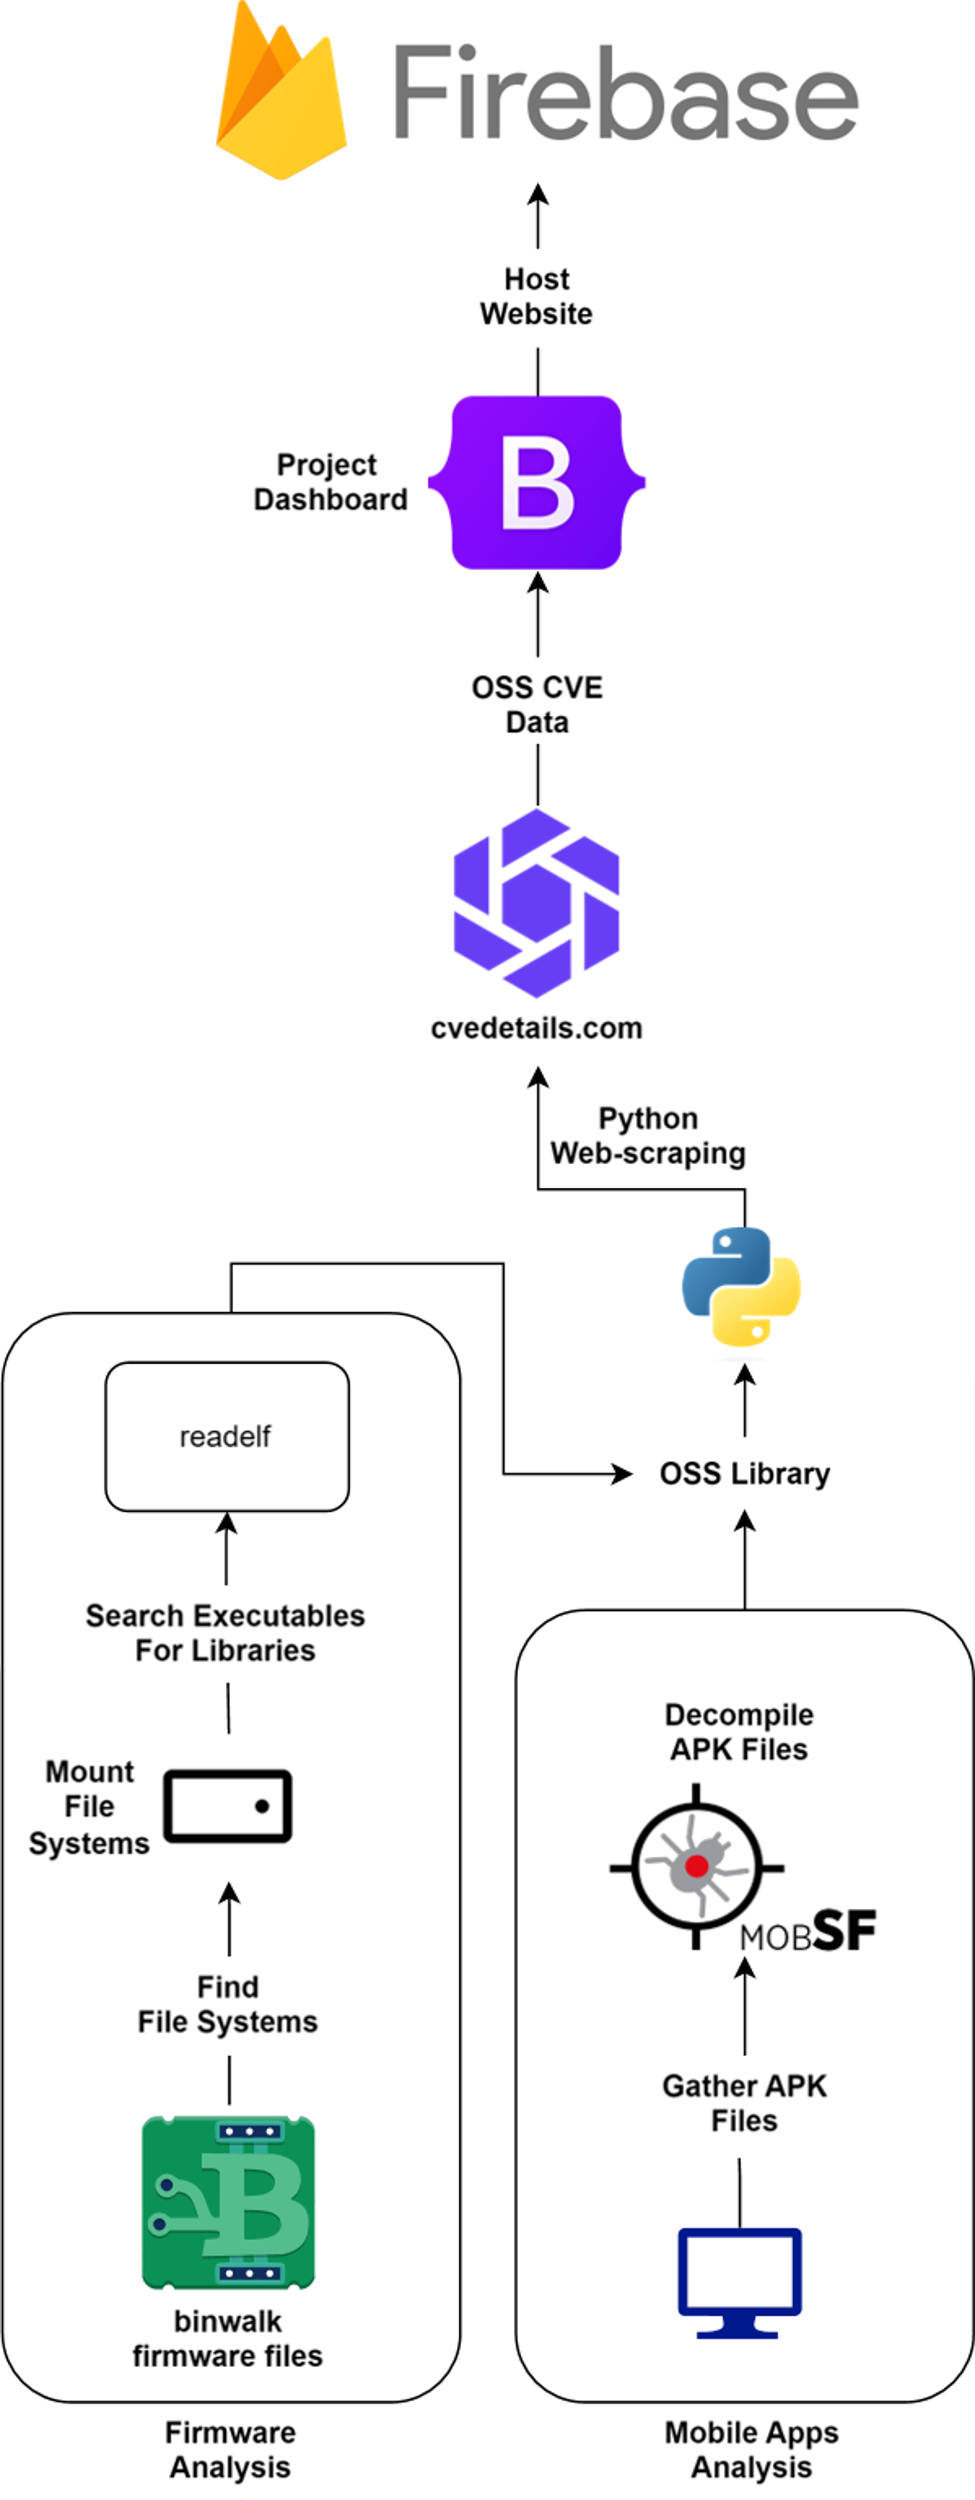 Firebase
Host
Website
Project
Dashboard
B
OSS CVE
Data
cvedetails.com
Python
Web-scraping
readelf
OSS Library
Search Executables
For Libraries
Mount
File
Systems
Find
File Systems
B
binwalk
firmware files
Firmware
Analysis
Decompile
APK Files
MOBSF
Gather APK
Files
Mobile Apps
Analysis